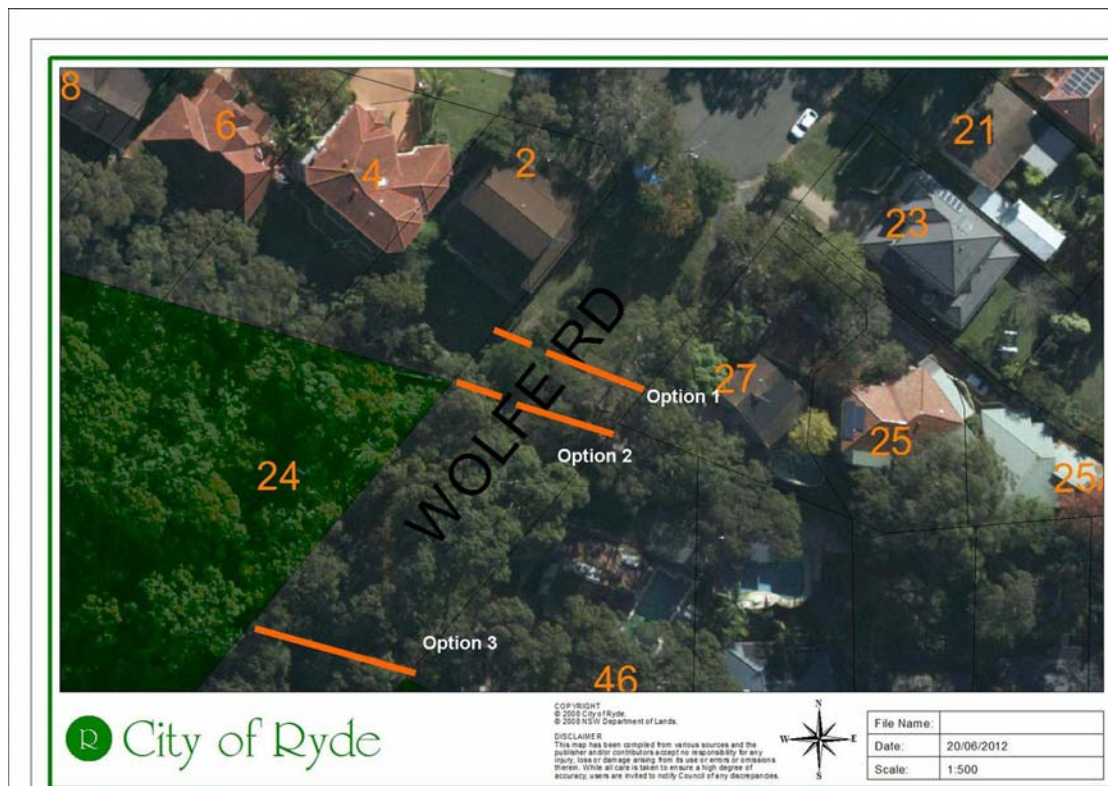 8
6
4
2
21
23
WOLFE RD
27
Option 1
25
Option 2
24
25
Option 3
46
R City of Ryde
COPYRIGHT
© 2008 City of Ryde.
© 2008 NSW Department of Lands.
DISCLAIMER
This map has been compiled from various sources and the
publisher and/or contributors accept no responsibility for any
injury, loss or damage arising from its use or errors or omissions
therein. While all care is taken to ensure a high degree of
accuracy, users are invited to notify Council of any discrepancies.
N
W E
S
File Name:
Date: 20/06/2012
Scale: 1:500